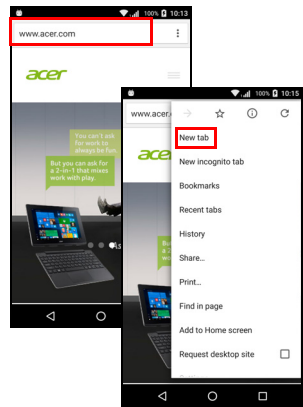 100% 10:13
www.acer.com
acer
You can't ask
for work to
always be fun
But you can ask for
a 2-in-1 that mixes
work with play.
100% 10:15
www.acer.
New tab
New incognito tab
Bookmarks
Recent tabs
History
Share...
Print...
Find in page
Add to Home screen
Request desktop site